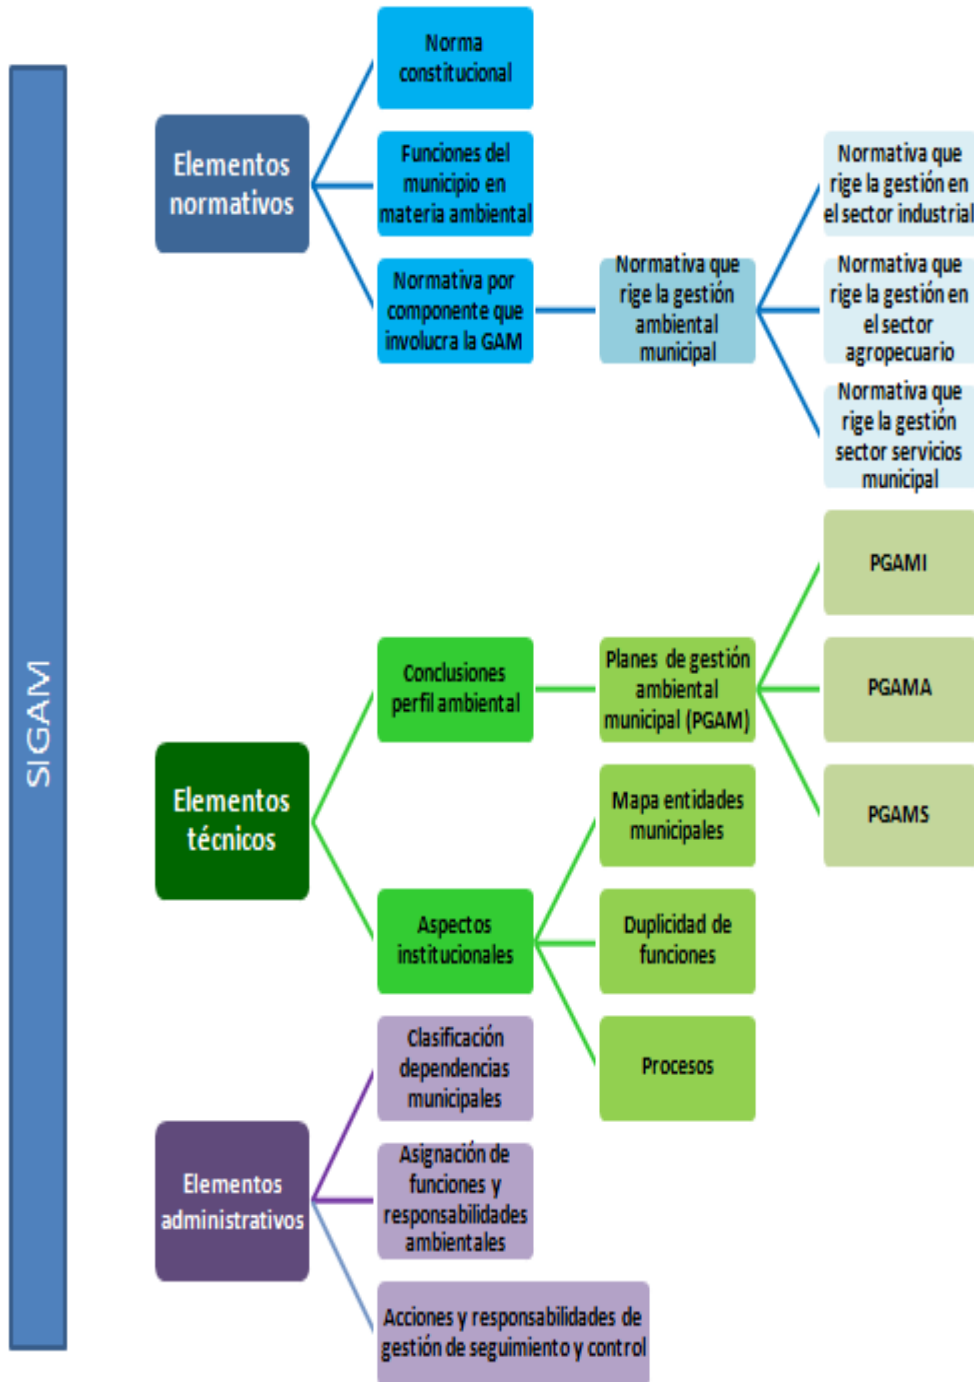 SIGAM
Elementos
normativos
Norma
constitucional
Funciones del
municipio en
materia ambiental
Normativa por
componente que
involucra la GAM
Normativa que
rige la gestión
ambiental
municipal
Normativa que
rige la gestión en
el sector industrial
Normativa que
rige la gestión en
el sector
agropecuario
Normativa que
rige la gestión
sector servicios
municipal
Elementos
técnicos
Conclusiones
perfil ambiental
Planes de gestión
ambiental
municipal (PGAM)
PGAMI
PGAMA
PGAMS
Aspectos
institucionales
Mapa entidades
municipales
Duplicidad de
funciones
Procesos
Elementos
administrativos
Clasificación
dependencias
municipales
Asignación de
funciones y
responsabilidades
ambientales
Acciones y responsabilidades de
gestión de seguimiento y control